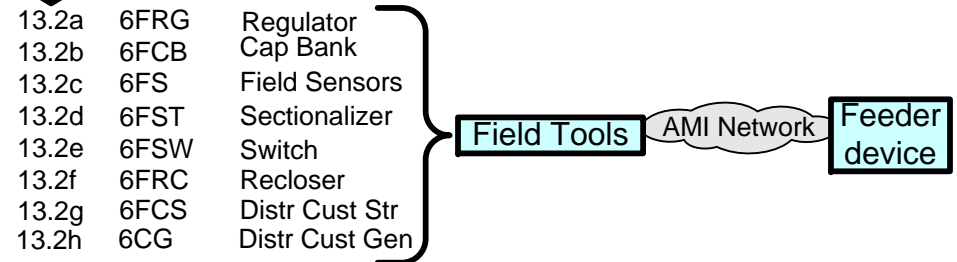 13.2a 6FRG Regulator
13.2b 6FCB Cap Bank
13.2c 6FS Field Sensors
13.2d 6FST Sectionalizer
13.2e 6FSW Switch
13.2f 6FRC Recloser
13.2g 6FCS Distr Cust Str
13.2h 6CG Distr Cust Gen
Field Tools
AMI Network
Feeder
device